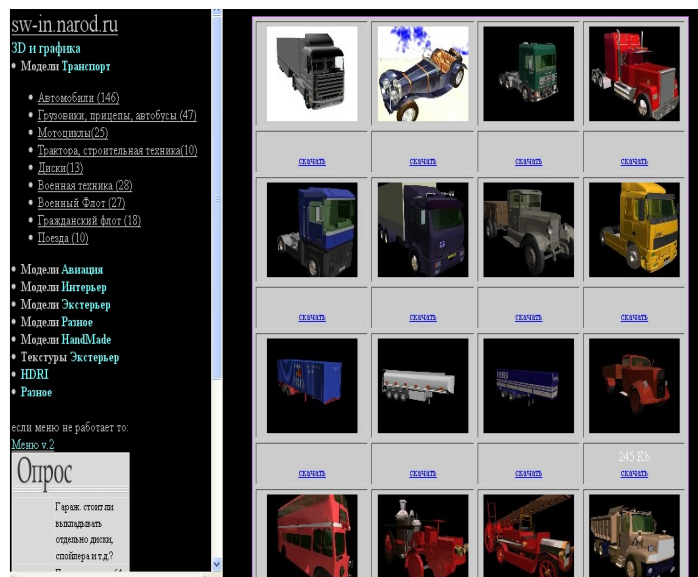 sw-in.narod.ru
3D и графика
Модели Транспорт
Автомобили (146)
Грузовики, прицепы, автобусы (47)
Мотоциклы(25)
Трактора, строительная техника(10)
Диски(13)
Военная техника (28)
Военный Флот (27)
Гражданский флот (18)
Поезда (10)
Модели Авиация
Модели Интерьер
Модели Экстерьер
Модели Разное
Модели HandMade
Текстуры Экстерьер
HDRI
Разное
если меню не работает то:
Меню v.2
Опрос
Гараж. стоит ли
выкладывать
отдельно диски,
спойлера и т.д.?
скачать скачать скачать скачать
скачать скачать скачать скачать
245 Kb
скачать скачать скачать скачать